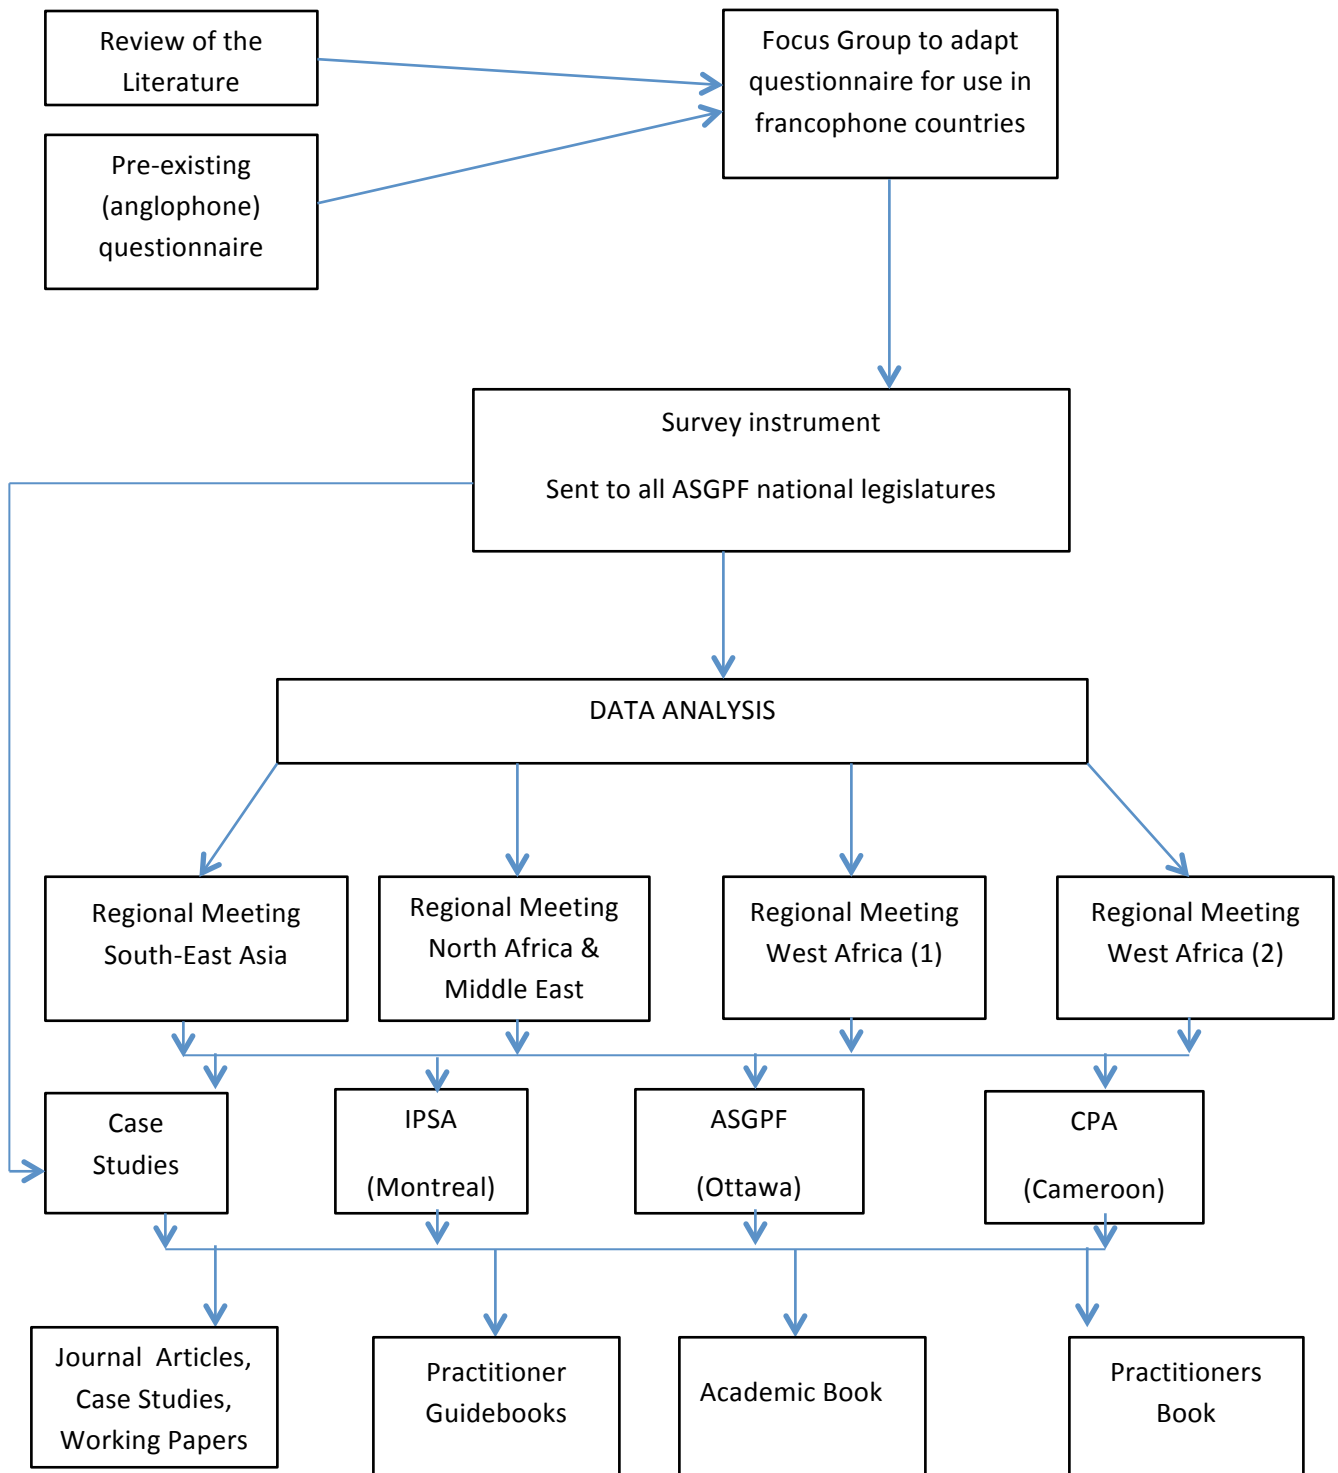 Review of the
Literature
Focus Group to adapt
questionnaire for use in
francophone countries
Pre-existing
(anglophone)
questionnaire
Survey instrument
Sent to all ASGPF national legislatures
DATA ANALYSIS
Regional Meeting
South-East Asia
Regional Meeting
North Africa &
Middle East
Regional Meeting
West Africa (1)
Regional Meeting
West Africa (2)
Case
Studies
IPSA
(Montreal)
ASGPF
(Ottawa)
CPA
(Cameroon)
Journal Articles,
Case Studies,
Working Papers
Practitioner
Guidebooks
Academic Book
Practitioners
Book